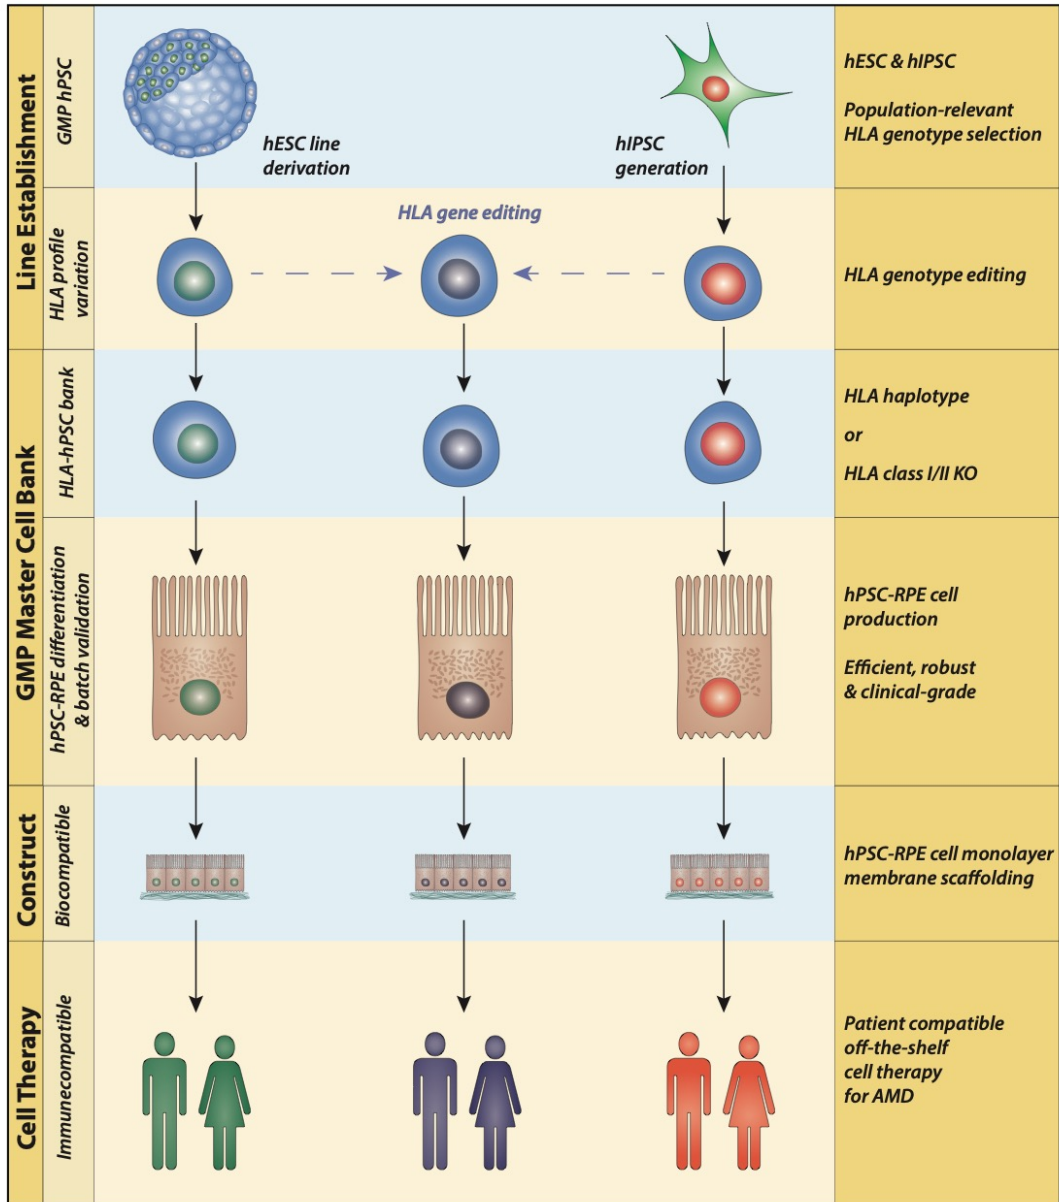 Line Establishment
GMP hPSC
hESC line
derivation
hIPSC
generation
hESC & hIPSC
Population-relevant
HLA genotype selection
HLA profile
variation
HLA gene editing
HLA genotype editing
GMP Master Cell Bank
HLA-hPSC bank
HLA haplotype
or
HLA class I/II KO
hPSC-RPE differentiation
& batch validation
hPSC-RPE cell
production
Efficient, robust
& clinical-grade
Construct
Biocompatible
hPSC-RPE cell monolayer
membrane scaffolding
Cell Therapy
Immunecompatible
Patient compatible
off-the-shelf
cell therapy
for AMD